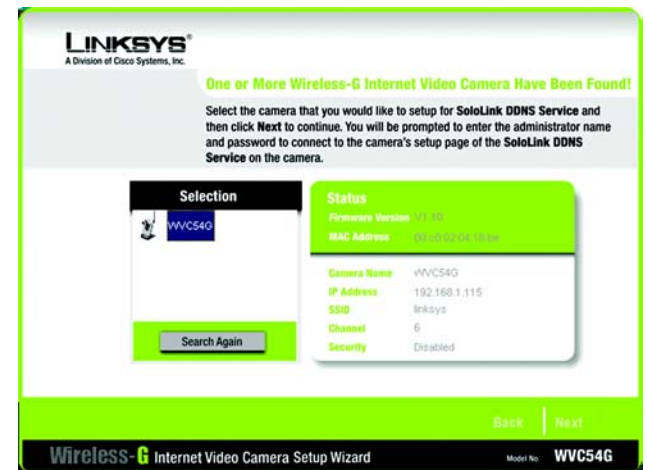 LINKSYS®
A Division of Cisco Systems, Inc.
One or More Wireless-G Internet Video Camera Have Been Found!
Select the camera that you would like to setup for SoloLink DDNS Service and
then click Next to continue. You will be prompted to enter the administrator name
and password to connect to the camera's setup page of the SoloLink DDNS
Service on the camera.
Selection
WVC54G
Search Again
Status
Firmware Version V1.10
MAC Address
Camera Name WVC54G
IP Address 192.168.1.115
SSID linksys
Channel 6
Security Disabled
Back Next
Wireless-G Internet Video Camera Setup Wizard
Model No. WVC54G